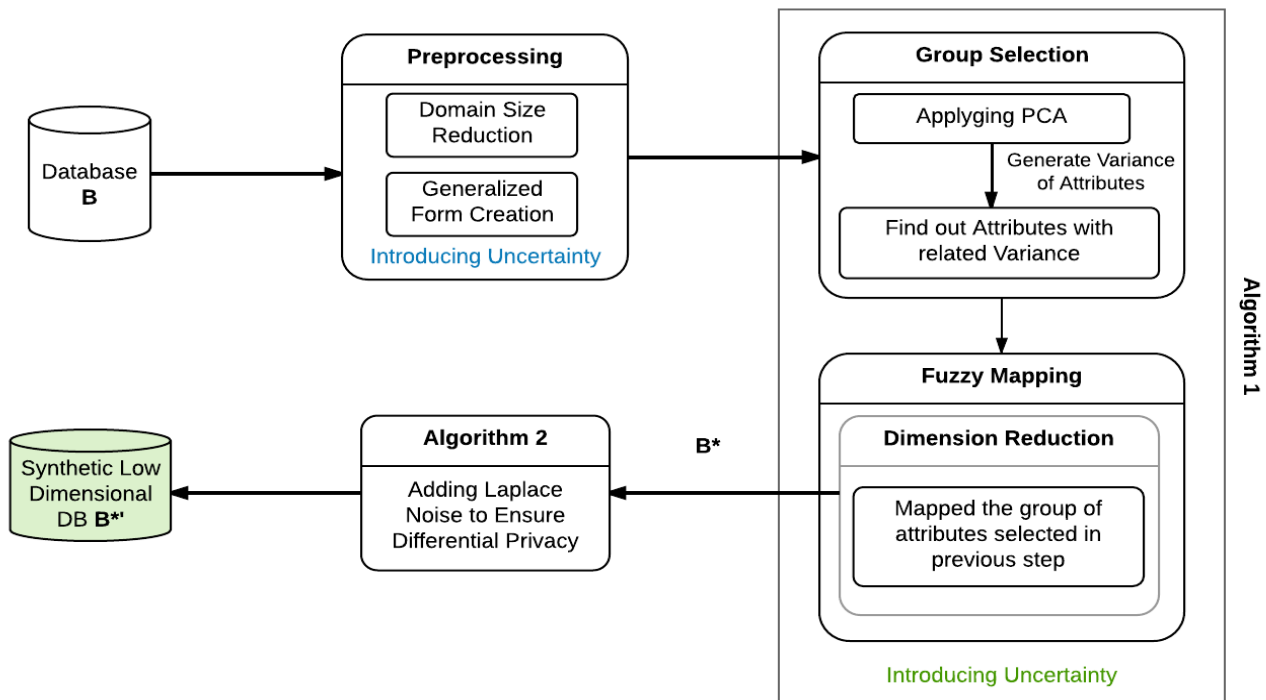 Database
B
Preprocessing
Domain Size
Reduction
Generalized
Form Creation
Introducing Uncertainty
Group Selection
Applyging PCA
Generate Variance
of Attributes
Find out Attributes with
related Variance
Algorithm 1
Fuzzy Mapping
Dimension Reduction
Mapped the group of
attributes selected in
previous step
Introducing Uncertainty
B*
Algorithm 2
Adding Laplace
Noise to Ensure
Differential Privacy
Synthetic Low
Dimensional
DB B*'